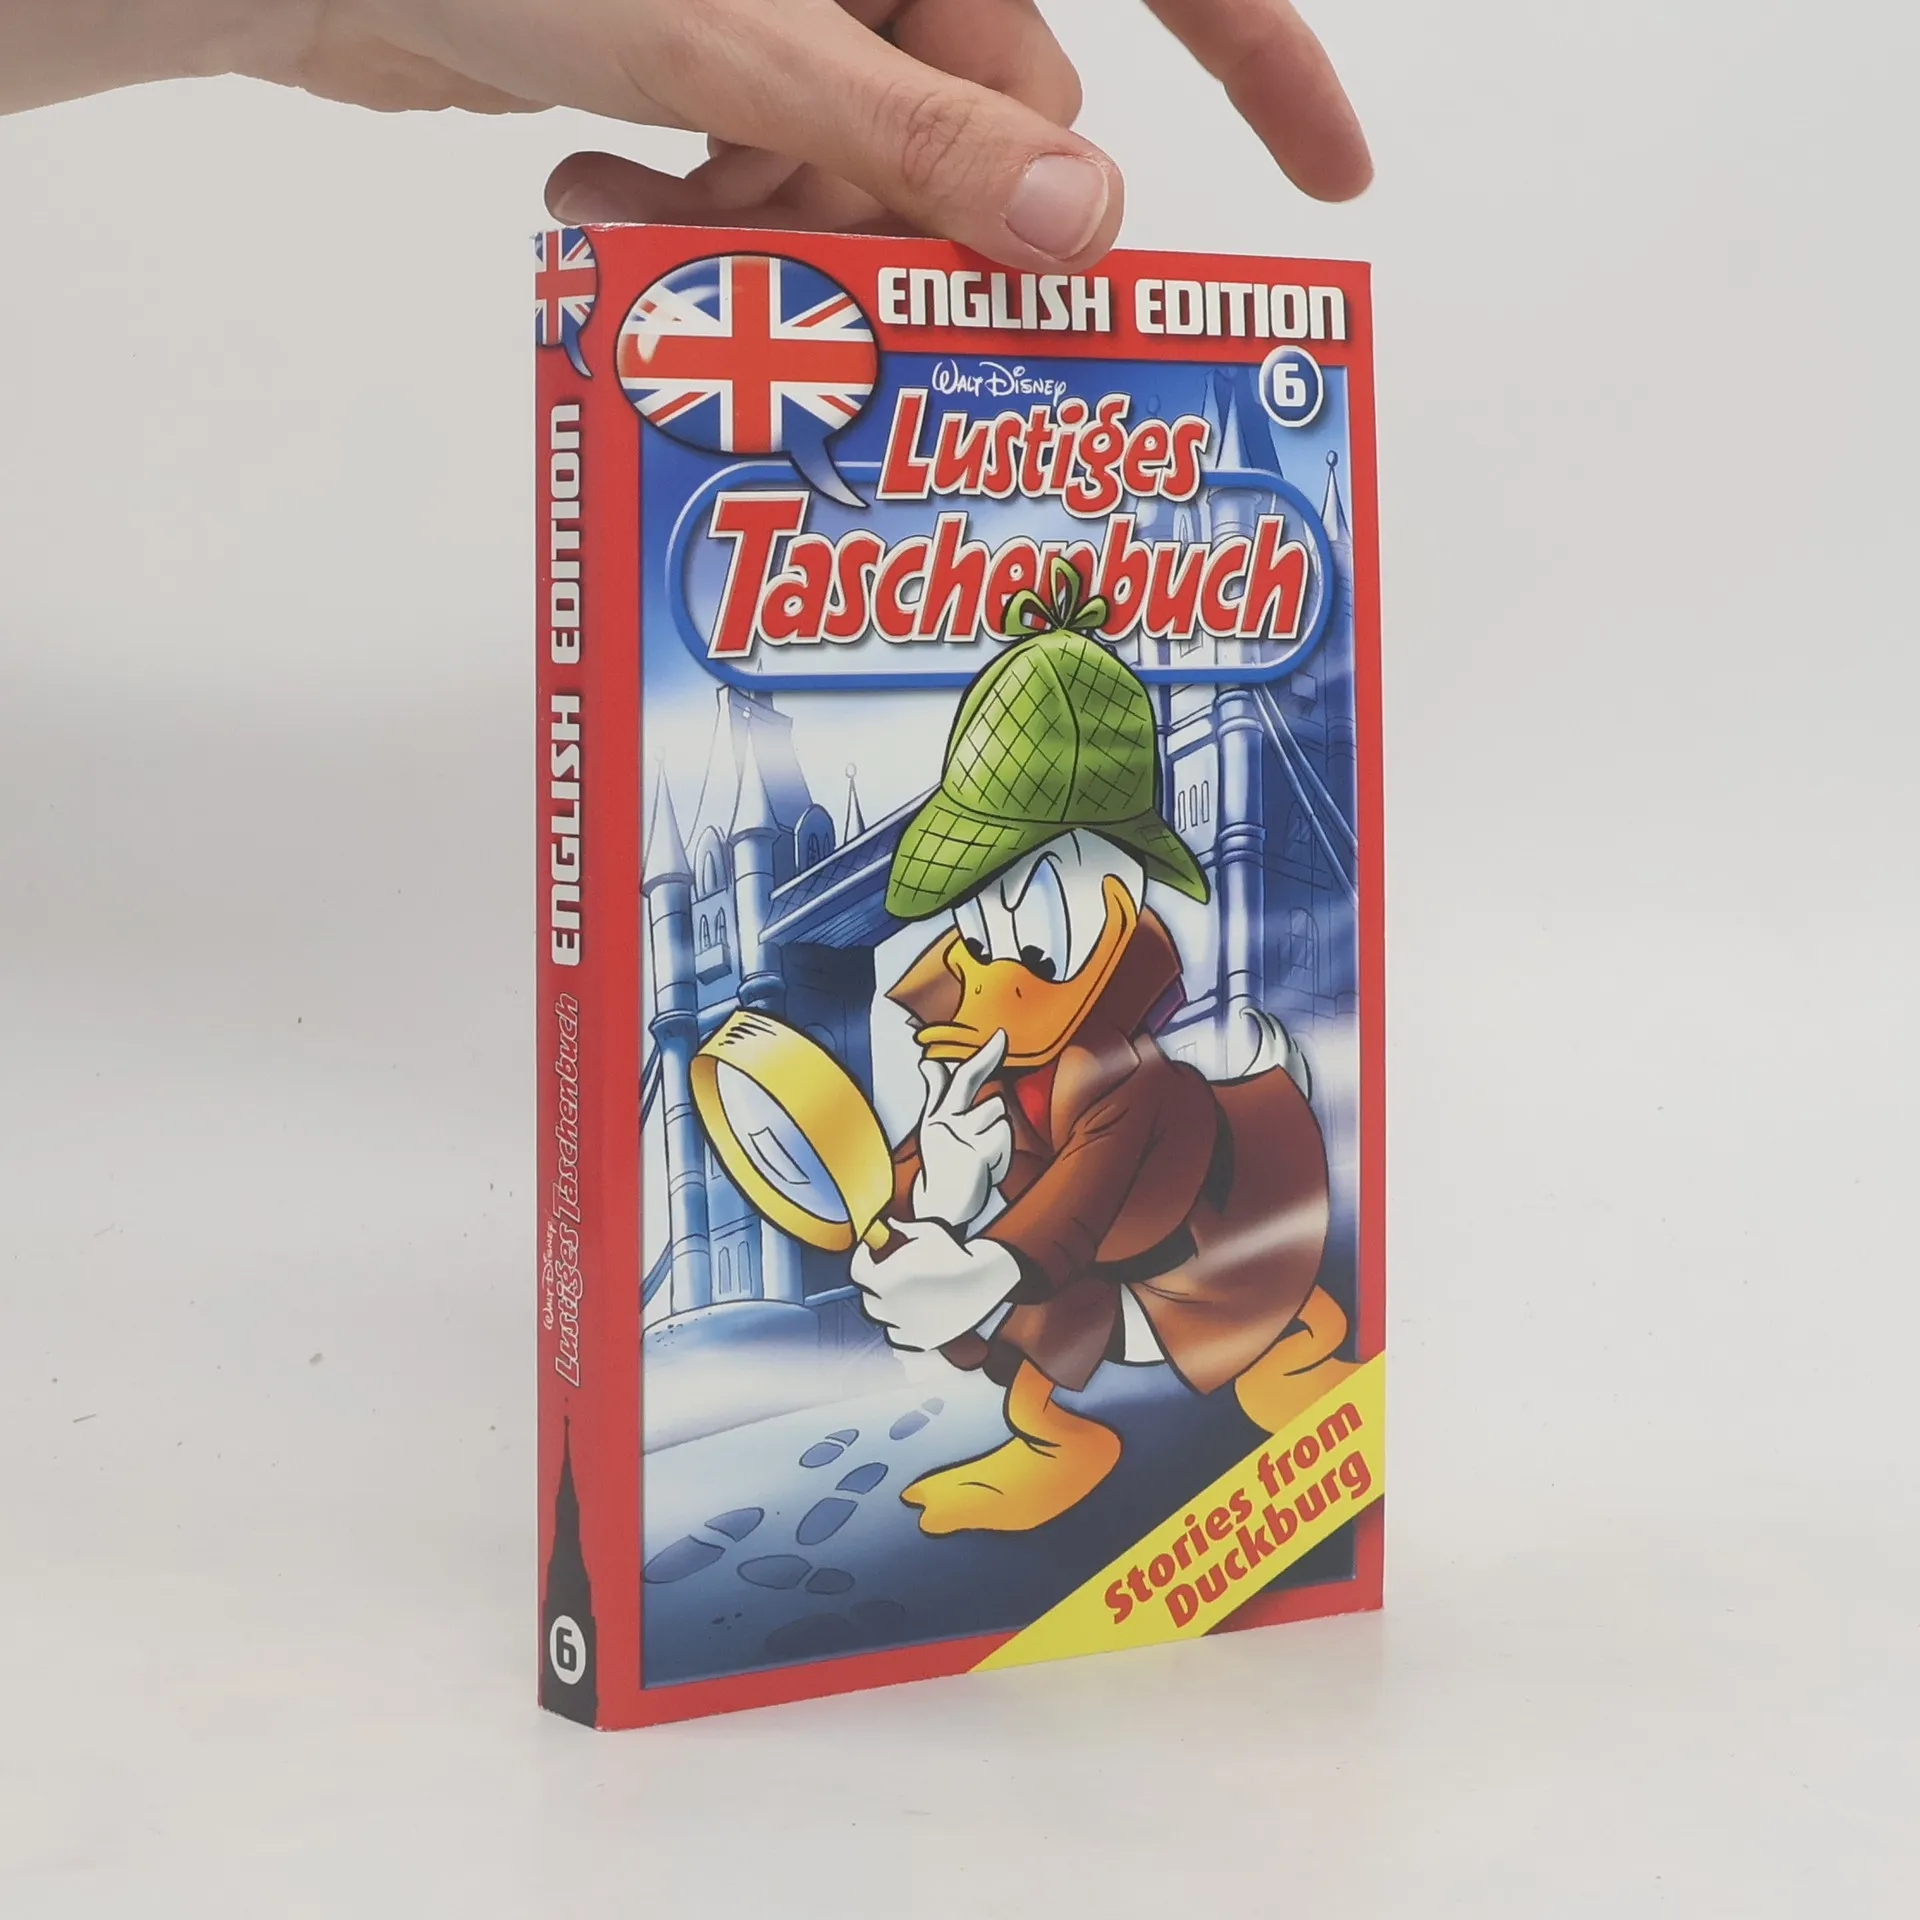 ENGLISH EDITION
6
WALT DISNEY
Lustiges
Taschenbuch
Stories from
Duckburg
WALT DISNEY Lustiges Taschenbuch ENGLISH EDITION
6